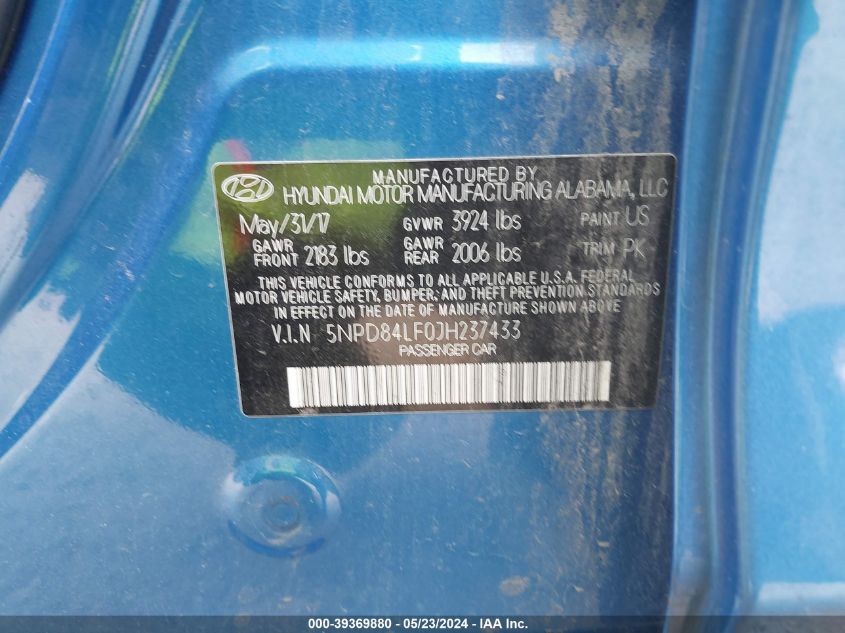 MANUFACTURED BY
HYUNDAI MOTOR MANUFACTURING ALABAMA, LLC
May/31/17 GVWR 3924 lbs PAINT US
GAWR FRONT 2183 lbs GAWR REAR 2006 lbs TRIM PK
THIS VEHICLE CONFORMS TO ALL APPLICABLE U.S.A. FEDERAL
MOTOR VEHICLE SAFETY, BUMPER, AND THEFT PREVENTION STANDARDS
IN EFFECT ON THE DATE OF MANUFACTURE SHOWN ABOVE
V.I.N 5NPD84LF0JH237433
PASSENGER CAR
000-39369880 - 05/23/2024 - Copyright © 2024 IAA, Inc.